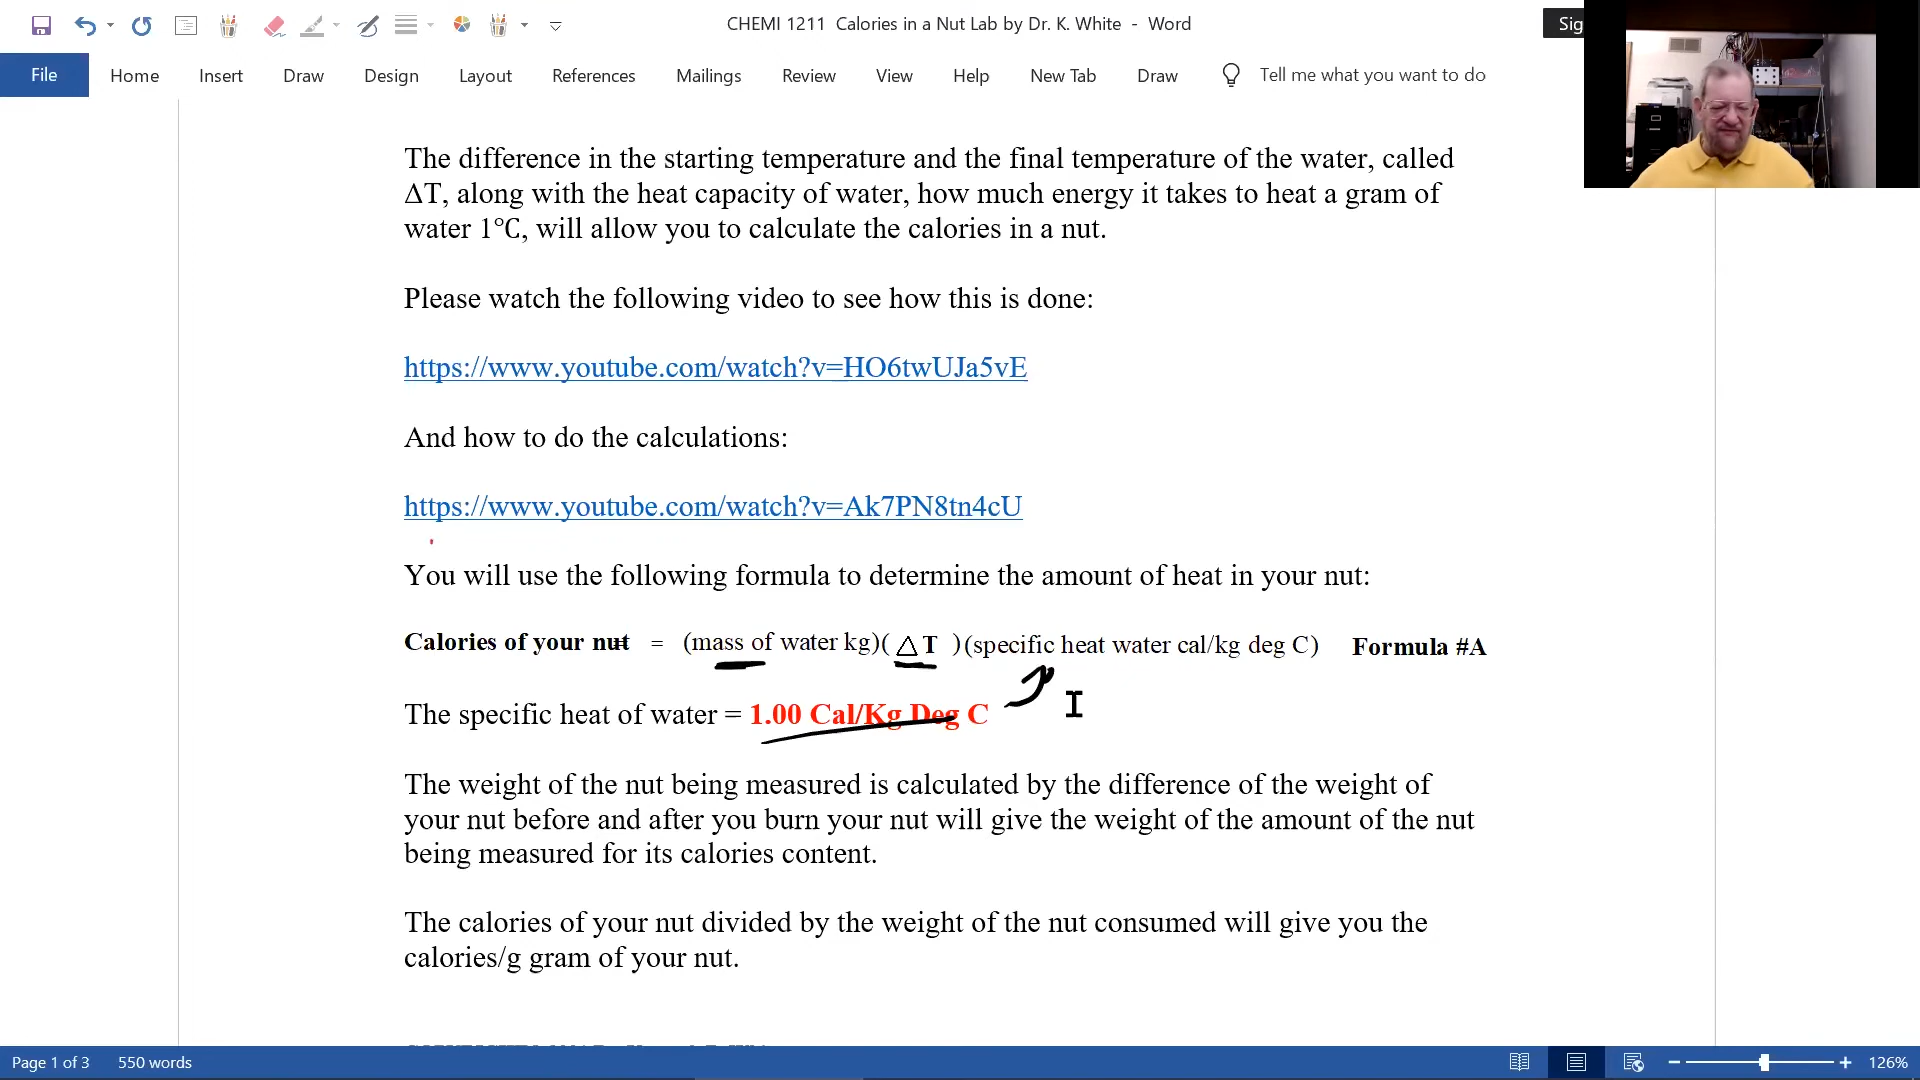 CHEMI 1211  Calories in a Nut Lab by Dr. K. White  -  Word
Sig
File Home Insert Draw Design Layout References Mailings Review View Help New Tab Draw Tell me what you want to do
The difference in the starting temperature and the final temperature of the water, called
ΔT, along with the heat capacity of water, how much energy it takes to heat a gram of
water 1°C, will allow you to calculate the calories in a nut.
Please watch the following video to see how this is done:
https://www.youtube.com/watch?v=HO6twUJa5vE
And how to do the calculations:
https://www.youtube.com/watch?v=Ak7PN8tn4cU
You will use the following formula to determine the amount of heat in your nut:
Calories of your nut = (mass of water kg)( △T )(specific heat water cal/kg deg C) Formula #A
The specific heat of water = 1.00 Cal/Kg Deg C
The weight of the nut being measured is calculated by the difference of the weight of
your nut before and after you burn your nut will give the weight of the amount of the nut
being measured for its calories content.
The calories of your nut divided by the weight of the nut consumed will give you the
calories/g gram of your nut.
Page 1 of 3 550 words 126%